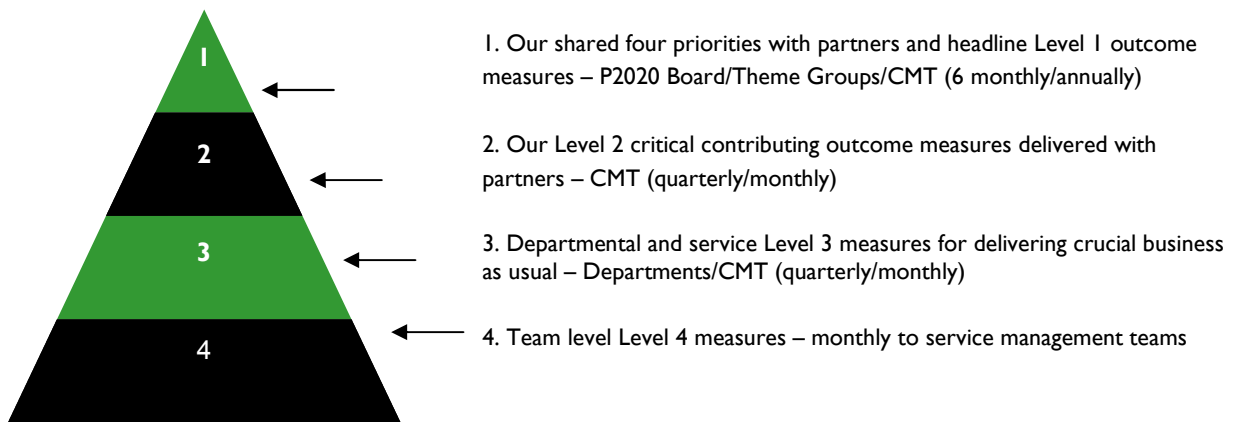 1
1. Our shared four priorities with partners and headline Level 1 outcome
measures – P2020 Board/Theme Groups/CMT (6 monthly/annually)
2
2. Our Level 2 critical contributing outcome measures delivered with
partners – CMT (quarterly/monthly)
3
3. Departmental and service Level 3 measures for delivering crucial business
as usual – Departments/CMT (quarterly/monthly)
4
4. Team level Level 4 measures – monthly to service management teams